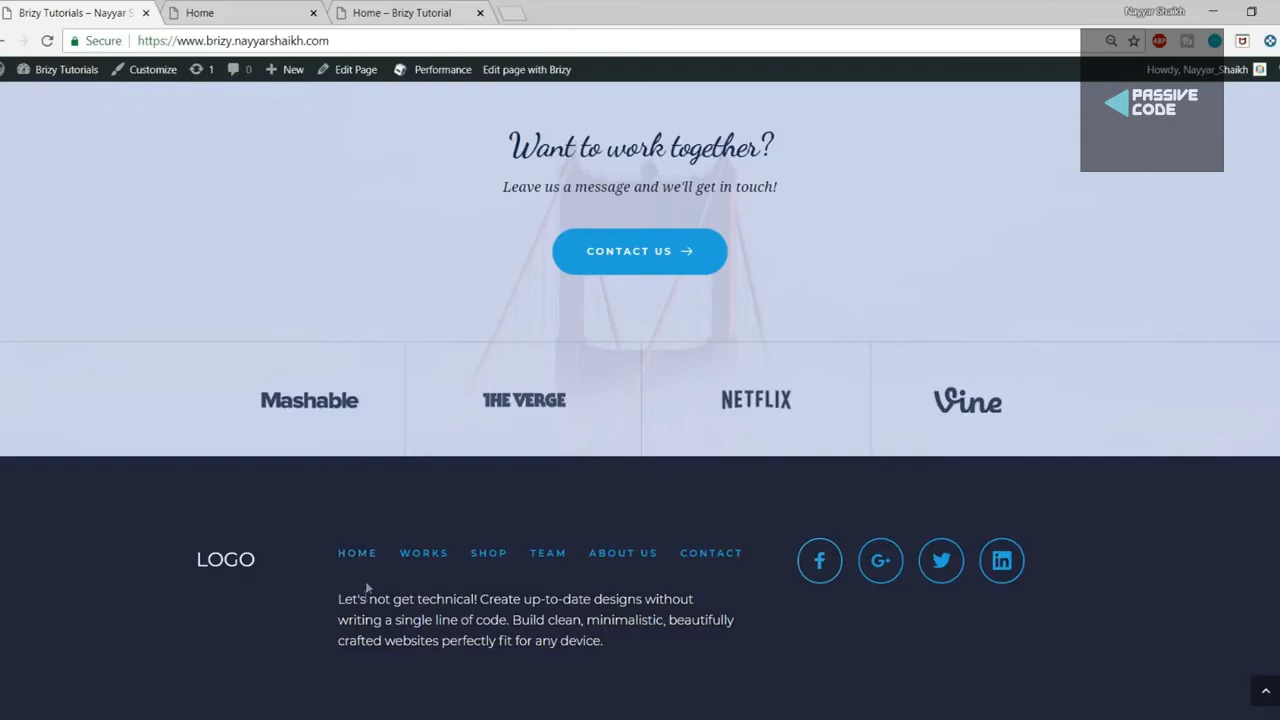 Brizy Tutorials – Nayyar S
Home
Home – Brizy Tutorial
Nayyar Shaikh
Secure
https://www.brizy.nayyarshaikh.com
ABP
Brizy Tutorials
Customize
1
0
New
Edit Page
Performance
Edit page with Brizy
Howdy, Nayyar_Shaikh
PASSIVE
CODE
Want to work together?
Leave us a message and we'll get in touch!
CONTACT US
Mashable
THE VERGE
NETFLIX
Vine
LOGO
HOME
WORKS
SHOP
TEAM
ABOUT US
CONTACT
Let's not get technical! Create up-to-date designs without
writing a single line of code. Build clean, minimalistic, beautifully
crafted websites perfectly fit for any device.
f
G+
in